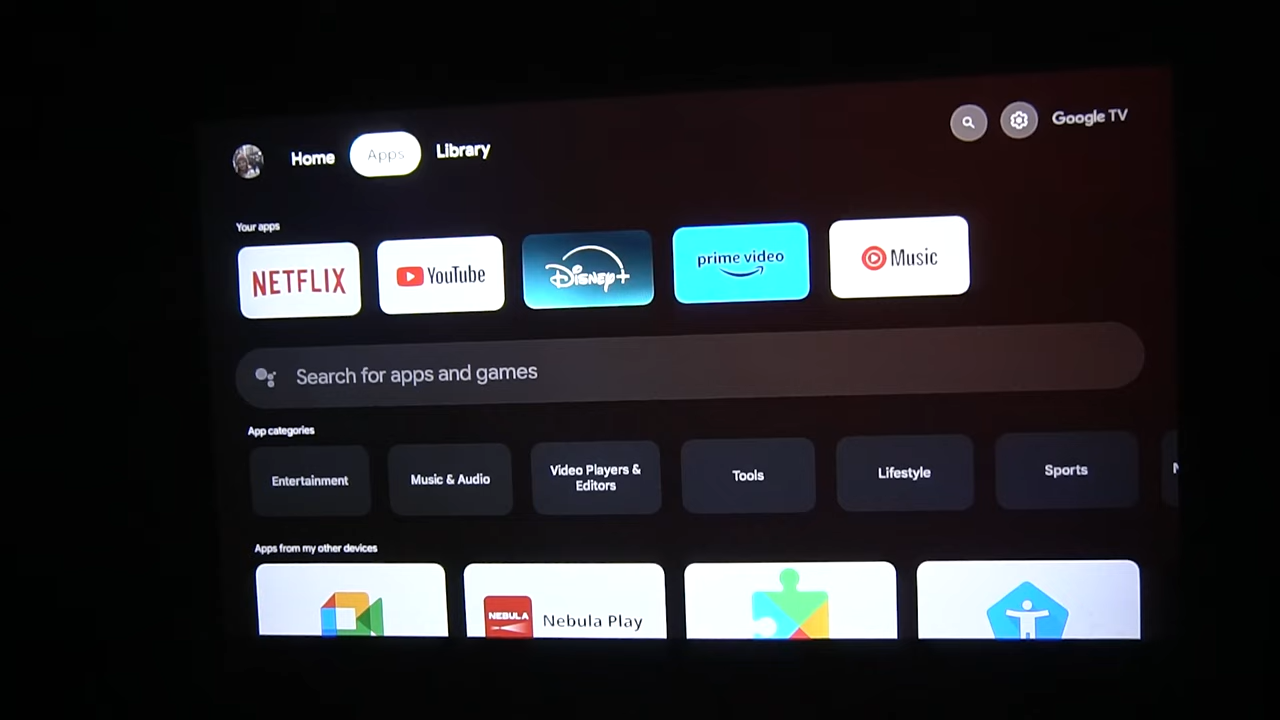 Home
Apps
Library
Google TV
Your apps
NETFLIX
YouTube
Disney+
prime video
Music
Search for apps and games
App categories
Entertainment
Music & Audio
Video Players &
Editors
Tools
Lifestyle
Sports
Apps from my other devices
NEBULA
Nebula Play